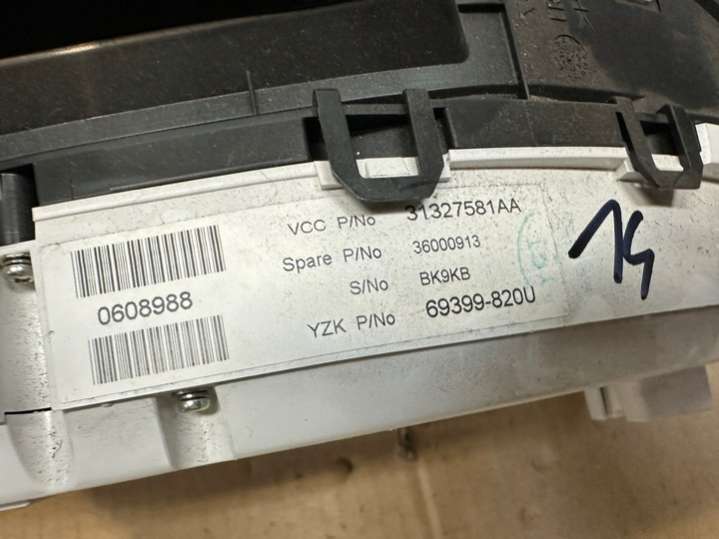 VCC P/No 31327581AA
Spare P/No 36000913
S/No BK9KB
YZK P/No 69399-820U
0608988
14